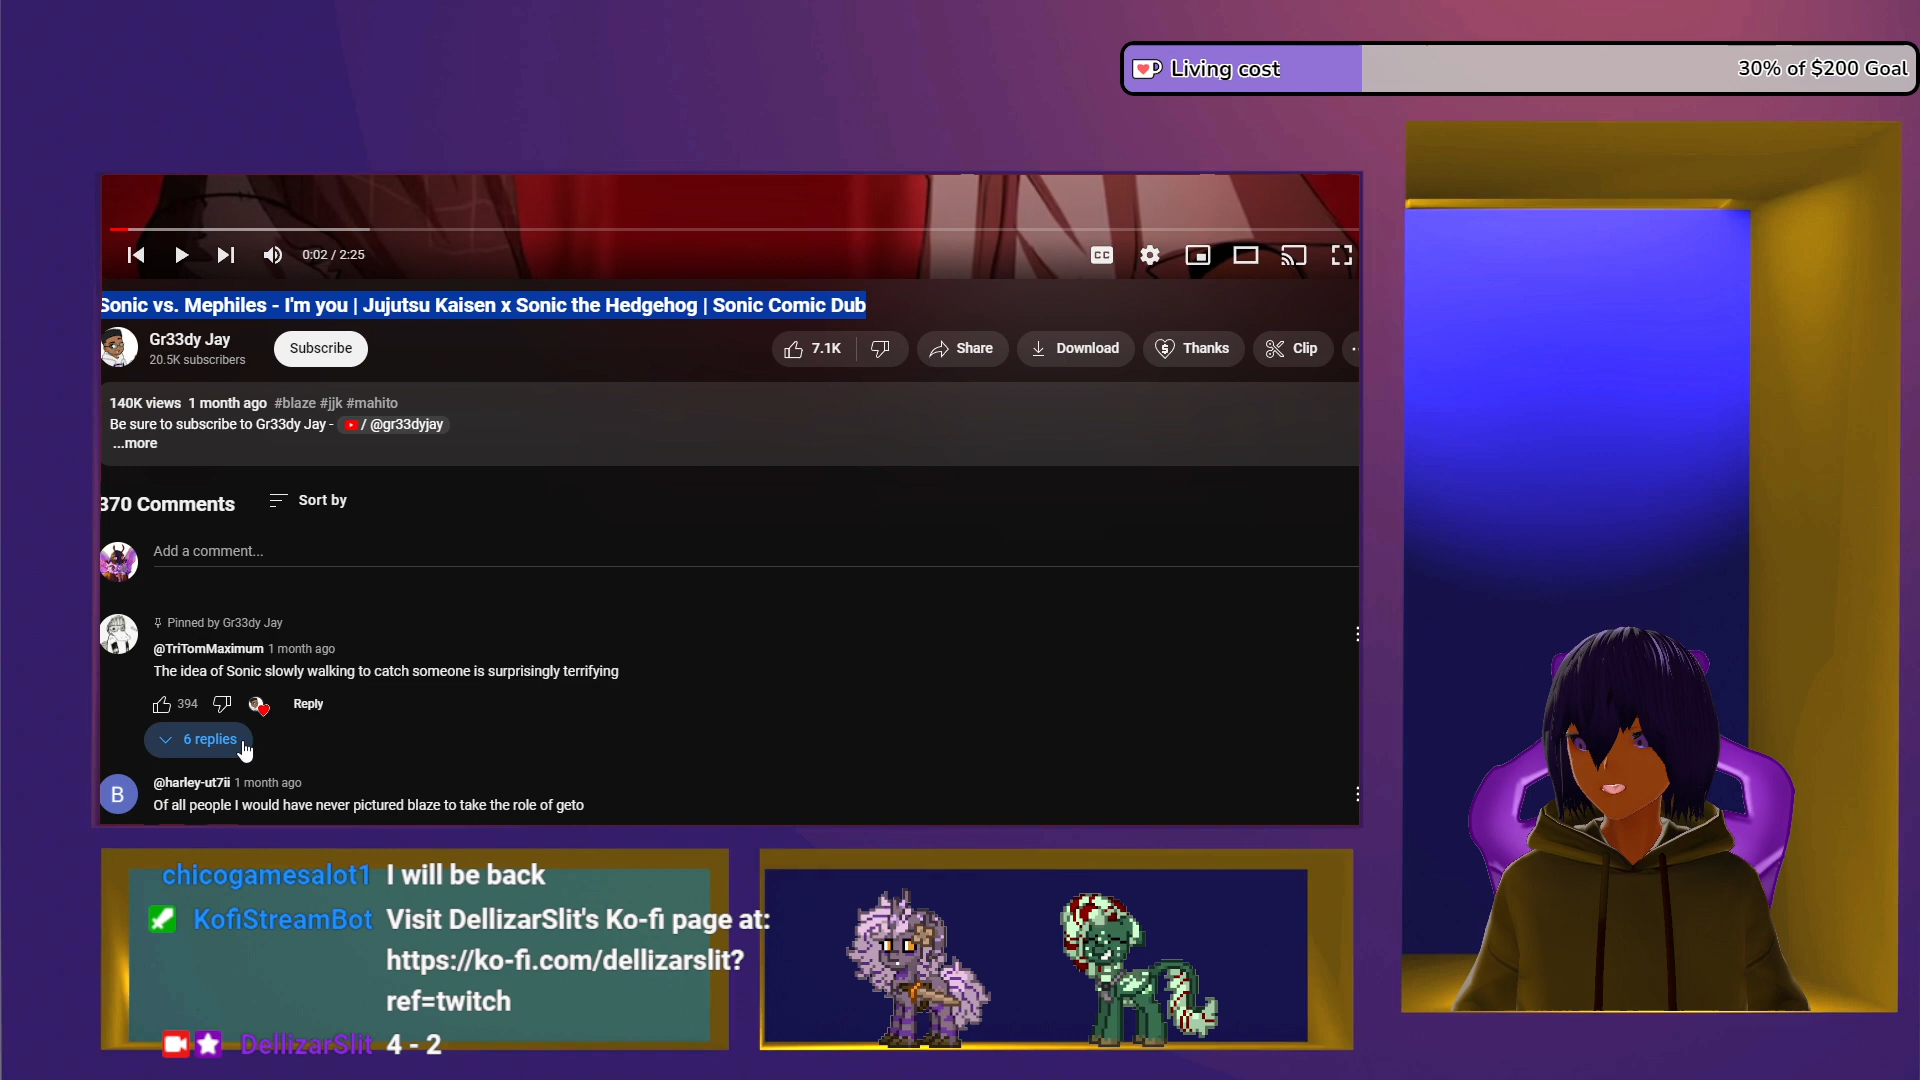 Living cost
30% of $200 Goal
0:02 / 2:25
CC
Sonic vs. Mephiles - I'm you | Jujutsu Kaisen x Sonic the Hedgehog | Sonic Comic Dub
Gr33dy Jay
20.5K subscribers
Subscribe
7.1K
Share
Download
Thanks
Clip
140K views 1 month ago #blaze #jjk #mahito
Be sure to subscribe to Gr33dy Jay - / @gr33dyjay
...more
370 Comments
Sort by
Add a comment...
Pinned by Gr33dy Jay
@TriTomMaximum 1 month ago
The idea of Sonic slowly walking to catch someone is surprisingly terrifying
394
Reply
6 replies
B
@harley-ut7ii 1 month ago
Of all people I would have never pictured blaze to take the role of geto
chicogamesalot1 I will be back
KofiStreamBot Visit DellizarSlit's Ko-fi page at:
https://ko-fi.com/dellizarslit?
ref=twitch
DellizarSlit 4 - 2